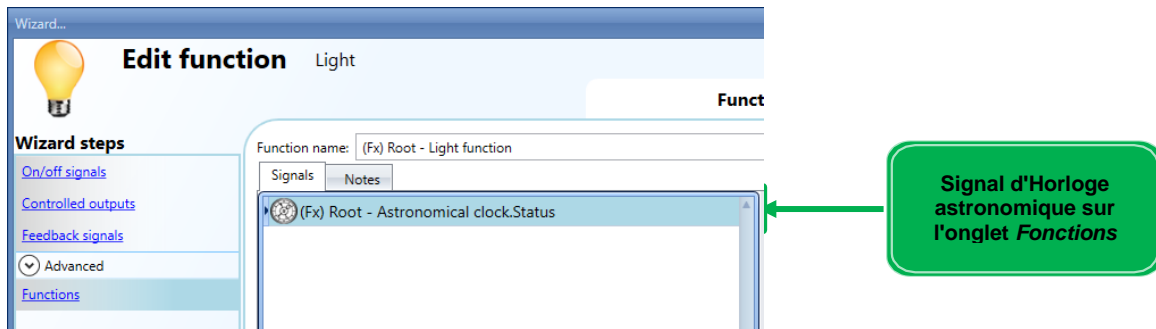 Wizard...
Edit function Light
Funct
Wizard steps
Function name: (Fx) Root - Light function
On/off signals
Signals Notes
Controlled outputs
(Fx) Root - Astronomical clock.Status
Feedback signals
Advanced
Functions
Signal d'Horloge
astronomique sur
l'onglet Fonctions